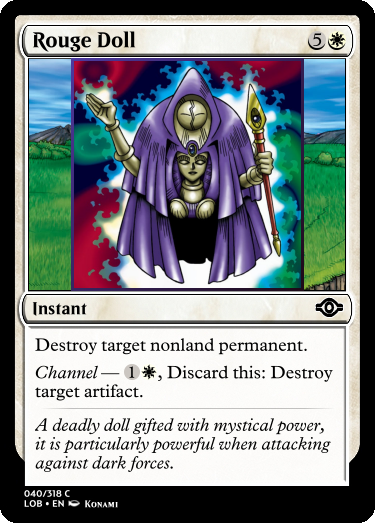 Rouge Doll 5
Instant
Destroy target nonland permanent.
Channel — 1, Discard this: Destroy
target artifact.
A deadly doll gifted with mystical power,
it is particularly powerful when attacking
against dark forces.
040/318 C
LOB • EN Konami